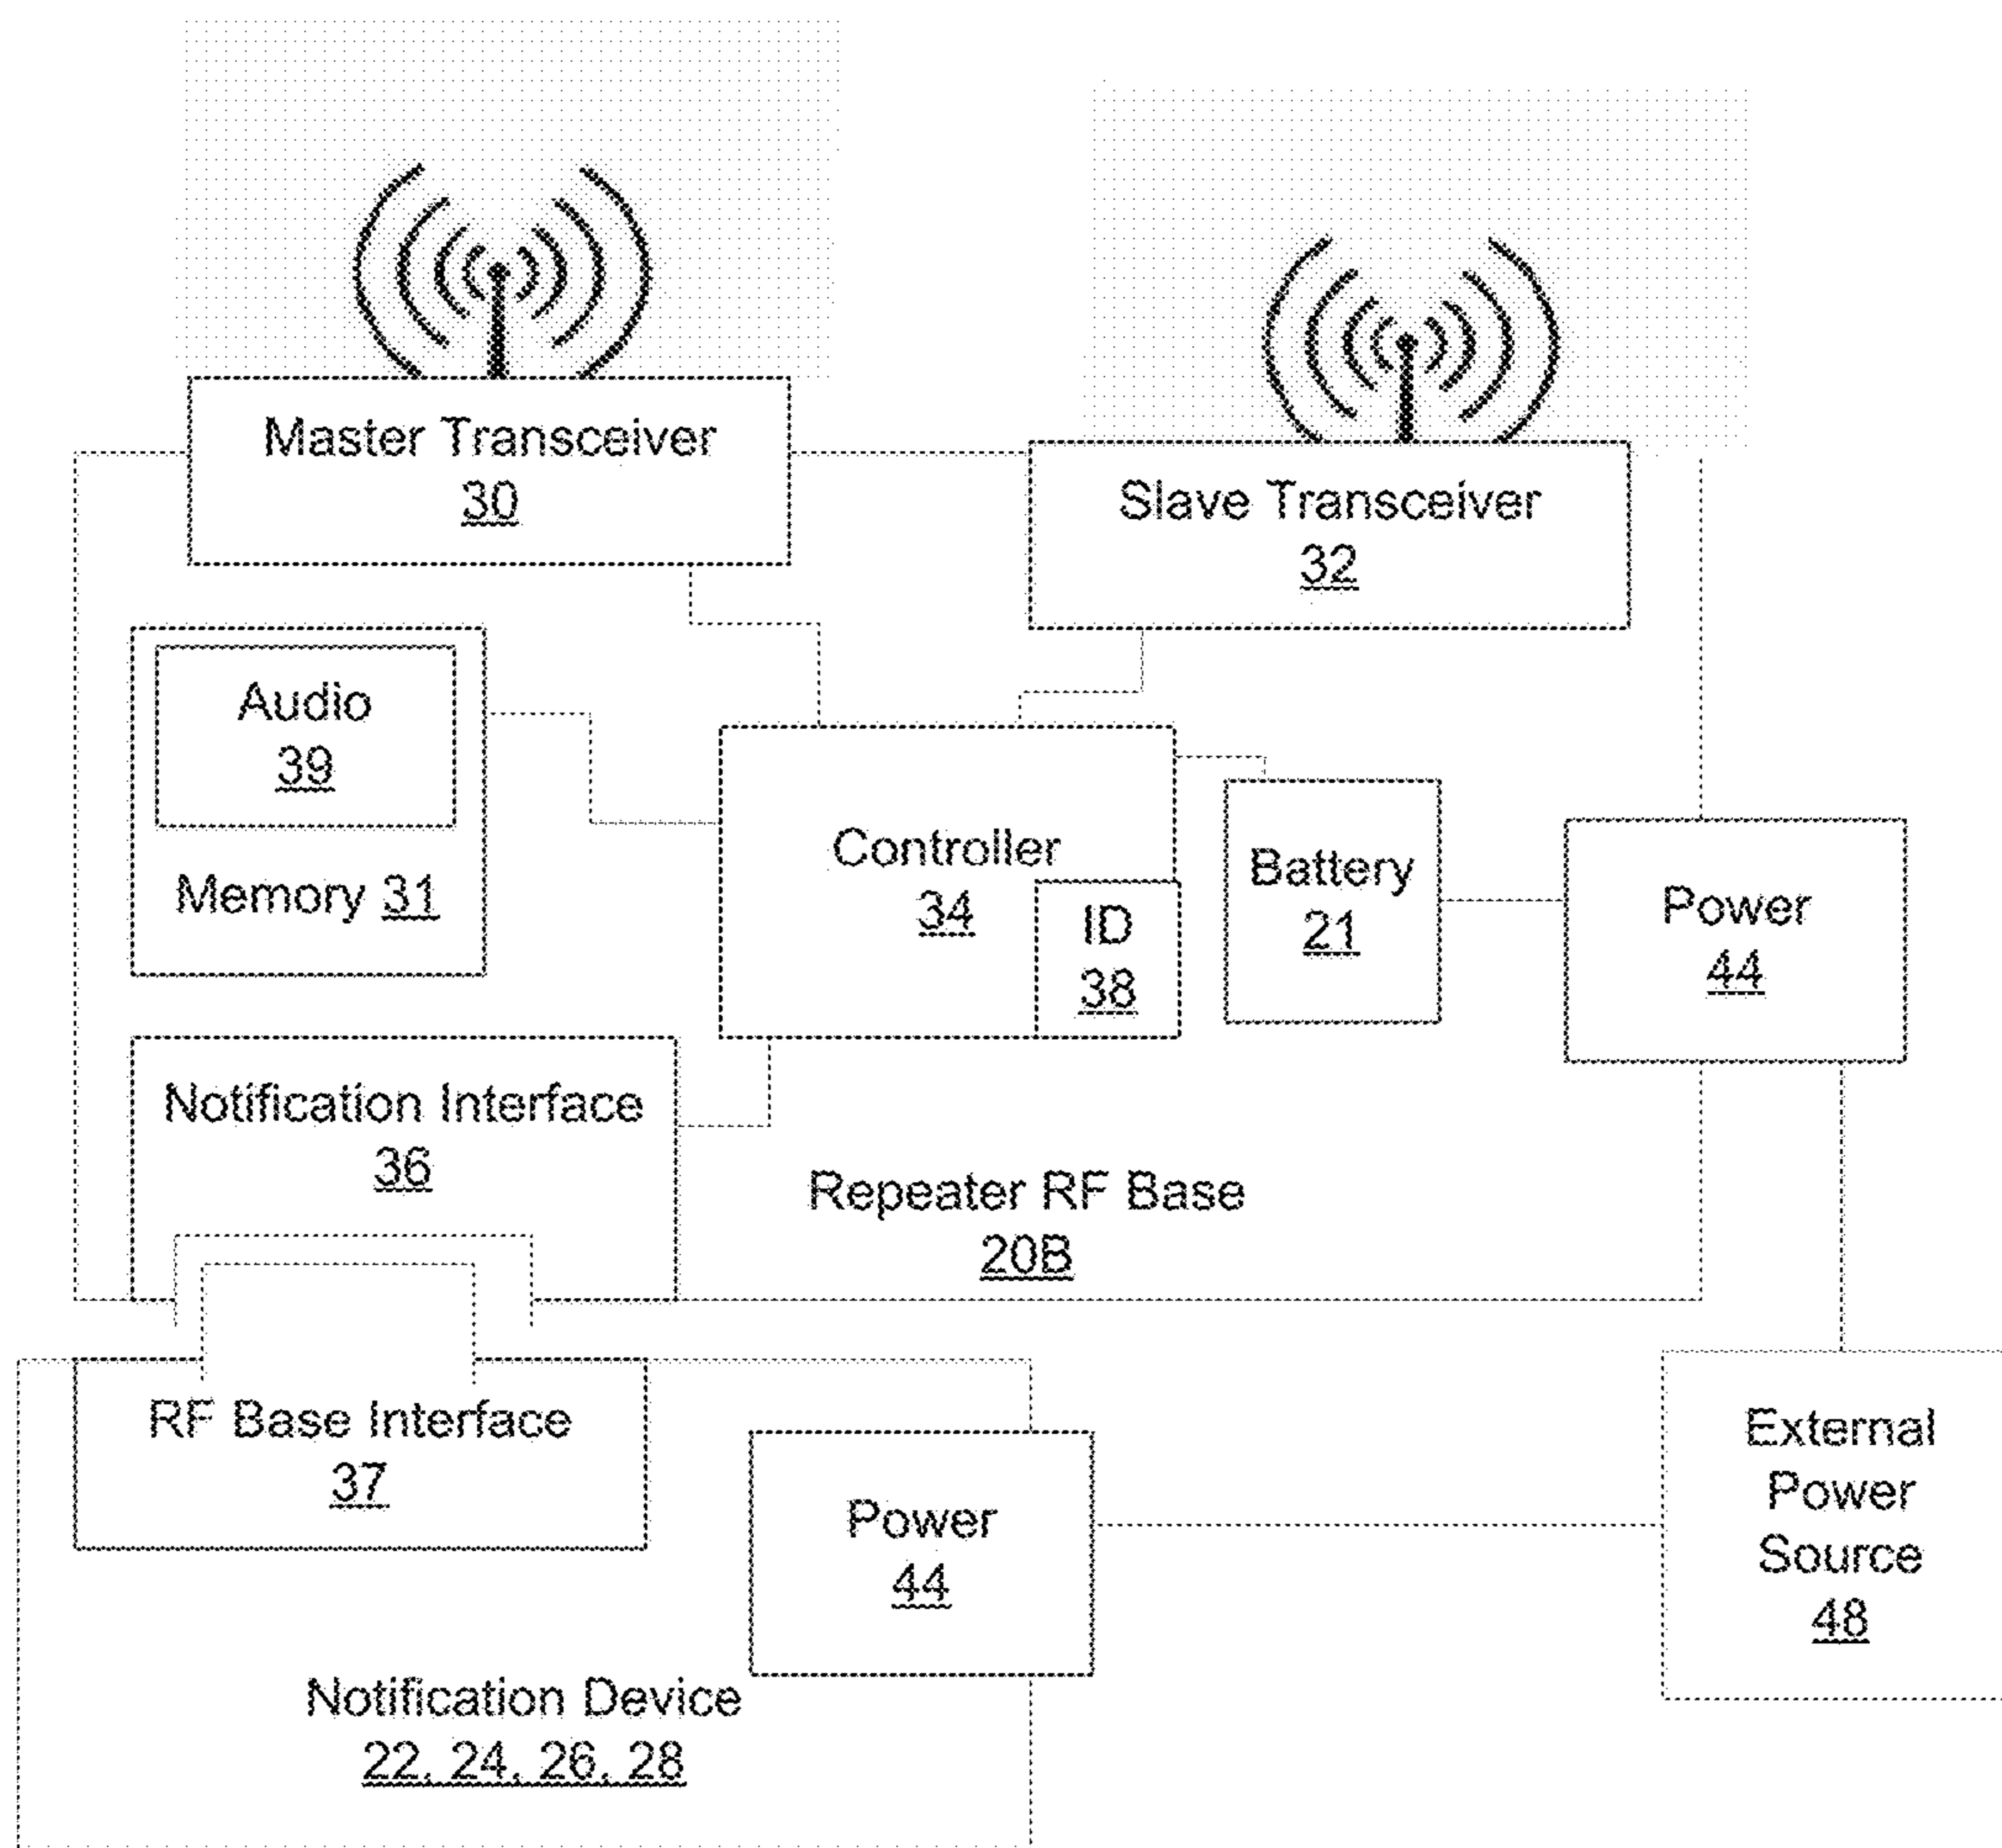 Master Transceiver
30
Slave Transceiver
32
Audio
39
Memory 31
Controller
34
ID
38
Battery
21
Power
44
Notification Interface
36
Repeater RF Base
20B
RF Base Interface
37
Power
44
External
Power
Source
48
Notification Device
22, 24, 26, 28